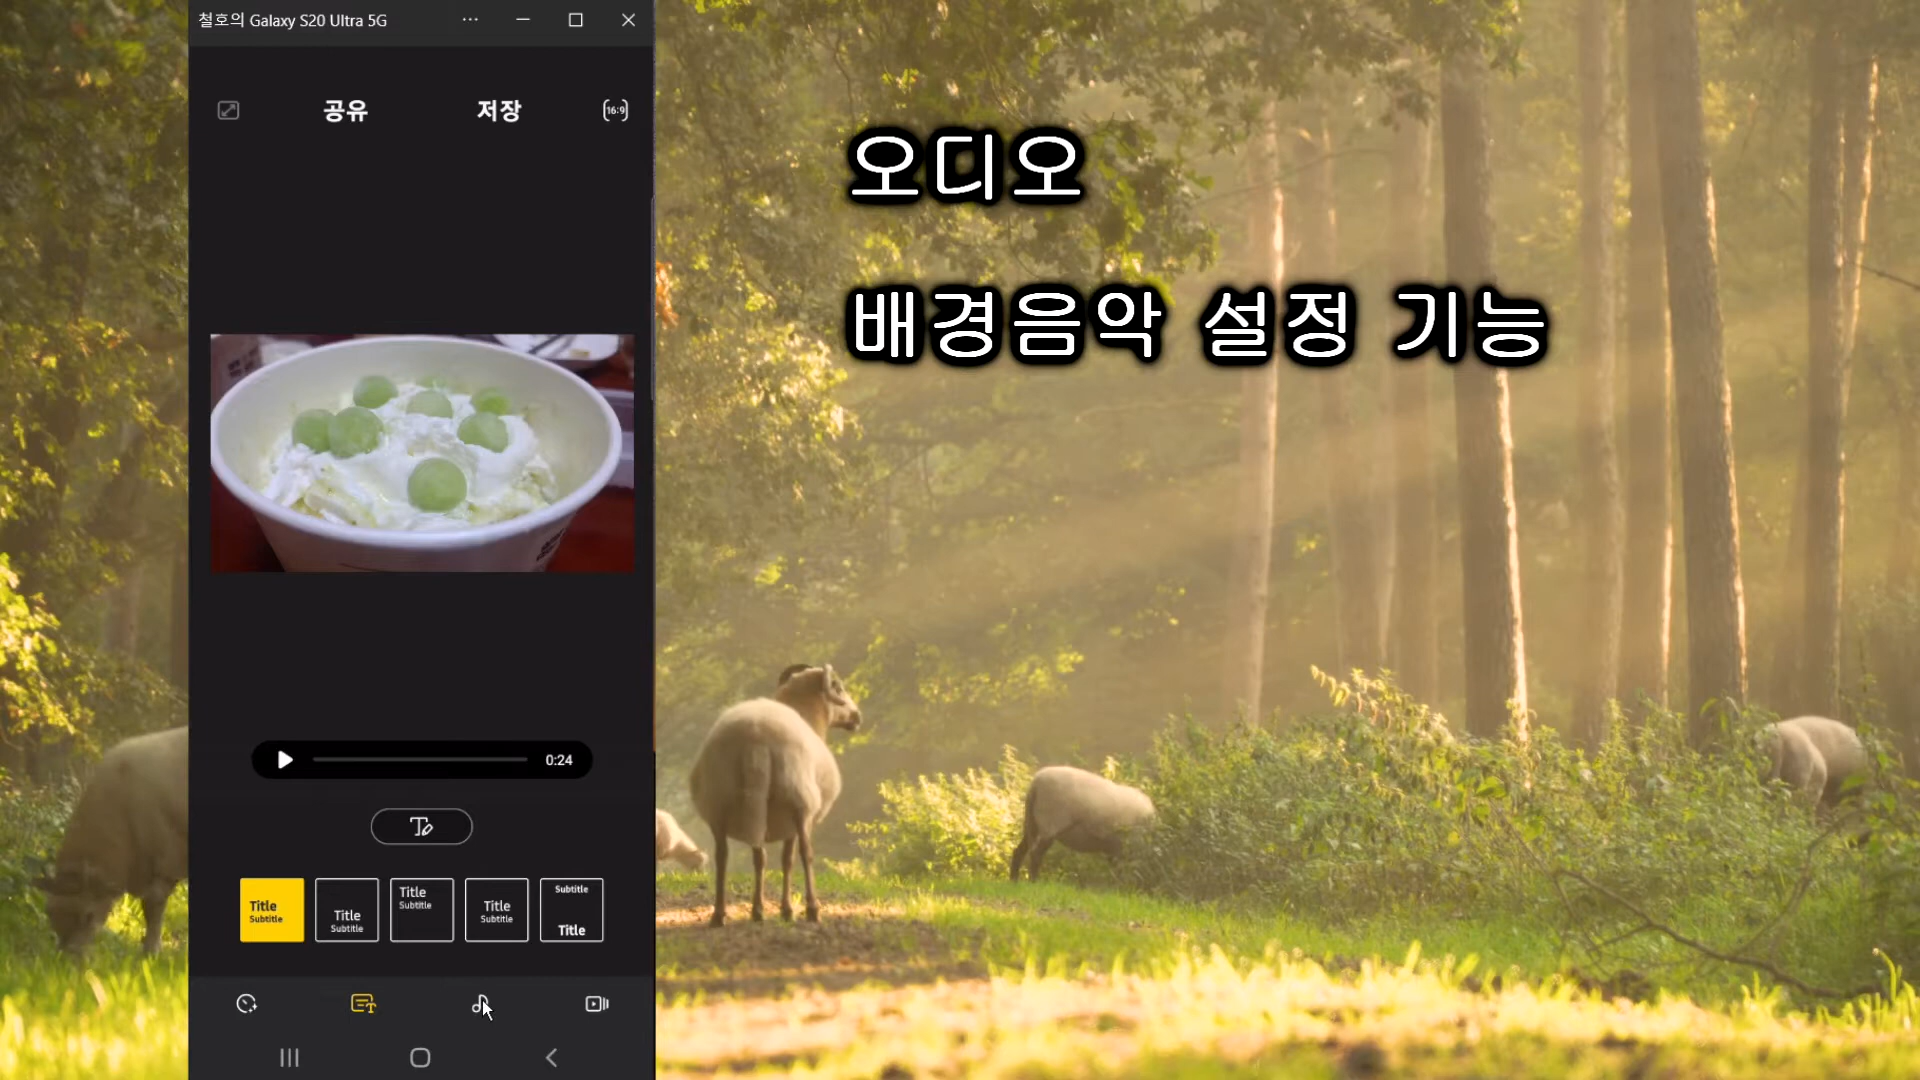 철호의 Galaxy S20 Ultra 5G
공유 저장 16:9
오디오
배경음악 설정 기능
0:24
Title
Subtitle
Title
Subtitle
Title
Subtitle
Title
Subtitle
Subtitle
Title